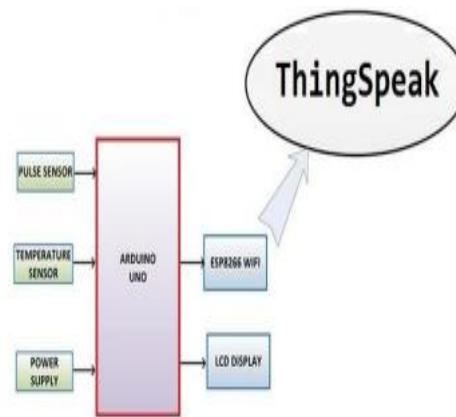 ThingSpeak
PULSE SENSOR
TEMPERATURE
SENSOR
ARDUINO
UNO
ESP8266 WIFI
POWER
SUPPLY
LCD DISPLAY